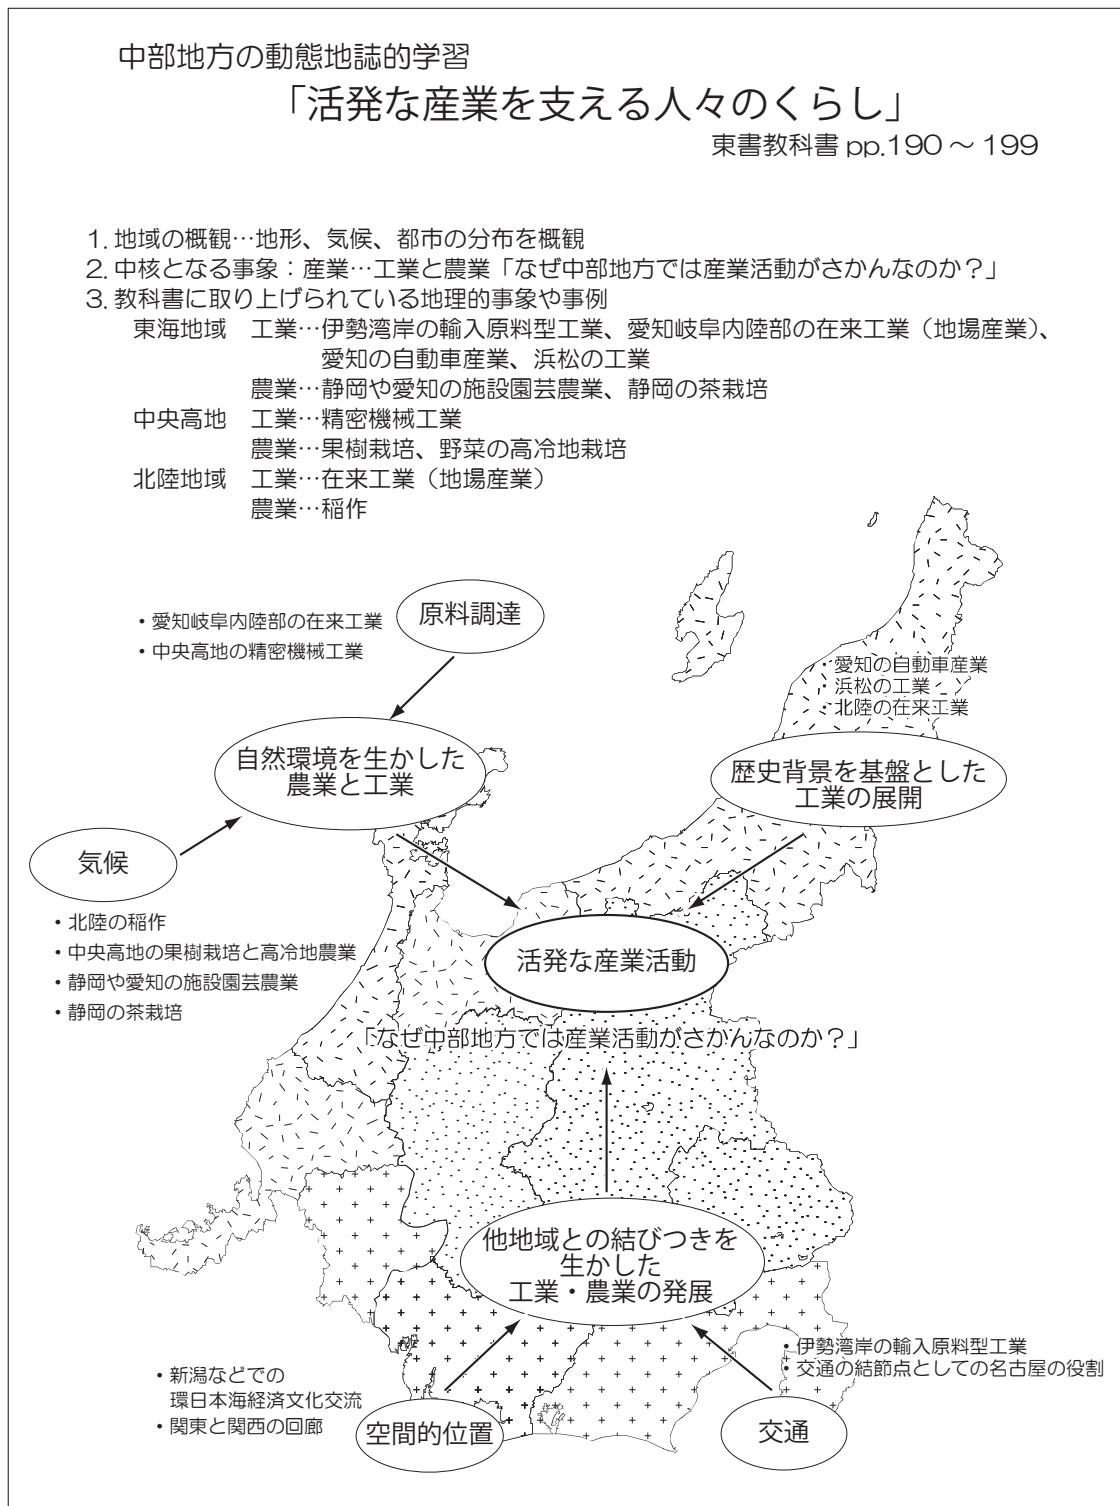 中部地方の動態地誌的学習
「活発な産業を支える人々のくらし」
東書教科書 pp.190 ～ 199
1. 地域の概観…地形、気候、都市の分布を概観
2. 中核となる事象：産業…工業と農業「なぜ中部地方では産業活動がさかんなのか？」
3. 教科書に取り上げられている地理的事象や事例
東海地域　工業…伊勢湾岸の輸入原料型工業、愛知岐阜内陸部の在来工業（地場産業）、
愛知の自動車産業、浜松の工業
農業…静岡や愛知の施設園芸農業、静岡の茶栽培
中央高地　工業…精密機械工業
農業…果樹栽培、野菜の高冷地栽培
北陸地域　工業…在来工業（地場産業）
農業…稲作
原料調達
・愛知岐阜内陸部の在来工業
・中央高地の精密機械工業
・愛知の自動車産業
・浜松の工業
・北陸の在来工業
自然環境を生かした
農業と工業
歴史背景を基盤とした
工業の展開
気候
・北陸の稲作
・中央高地の果樹栽培と高冷地農業
・静岡や愛知の施設園芸農業
・静岡の茶栽培
活発な産業活動
「なぜ中部地方では産業活動がさかんなのか？」
他地域との結びつきを
生かした
工業・農業の発展
・伊勢湾岸の輸入原料型工業
・交通の結節点としての名古屋の役割
・新潟などでの
環日本海経済文化交流
・関東と関西の回廊
空間的位置
交通